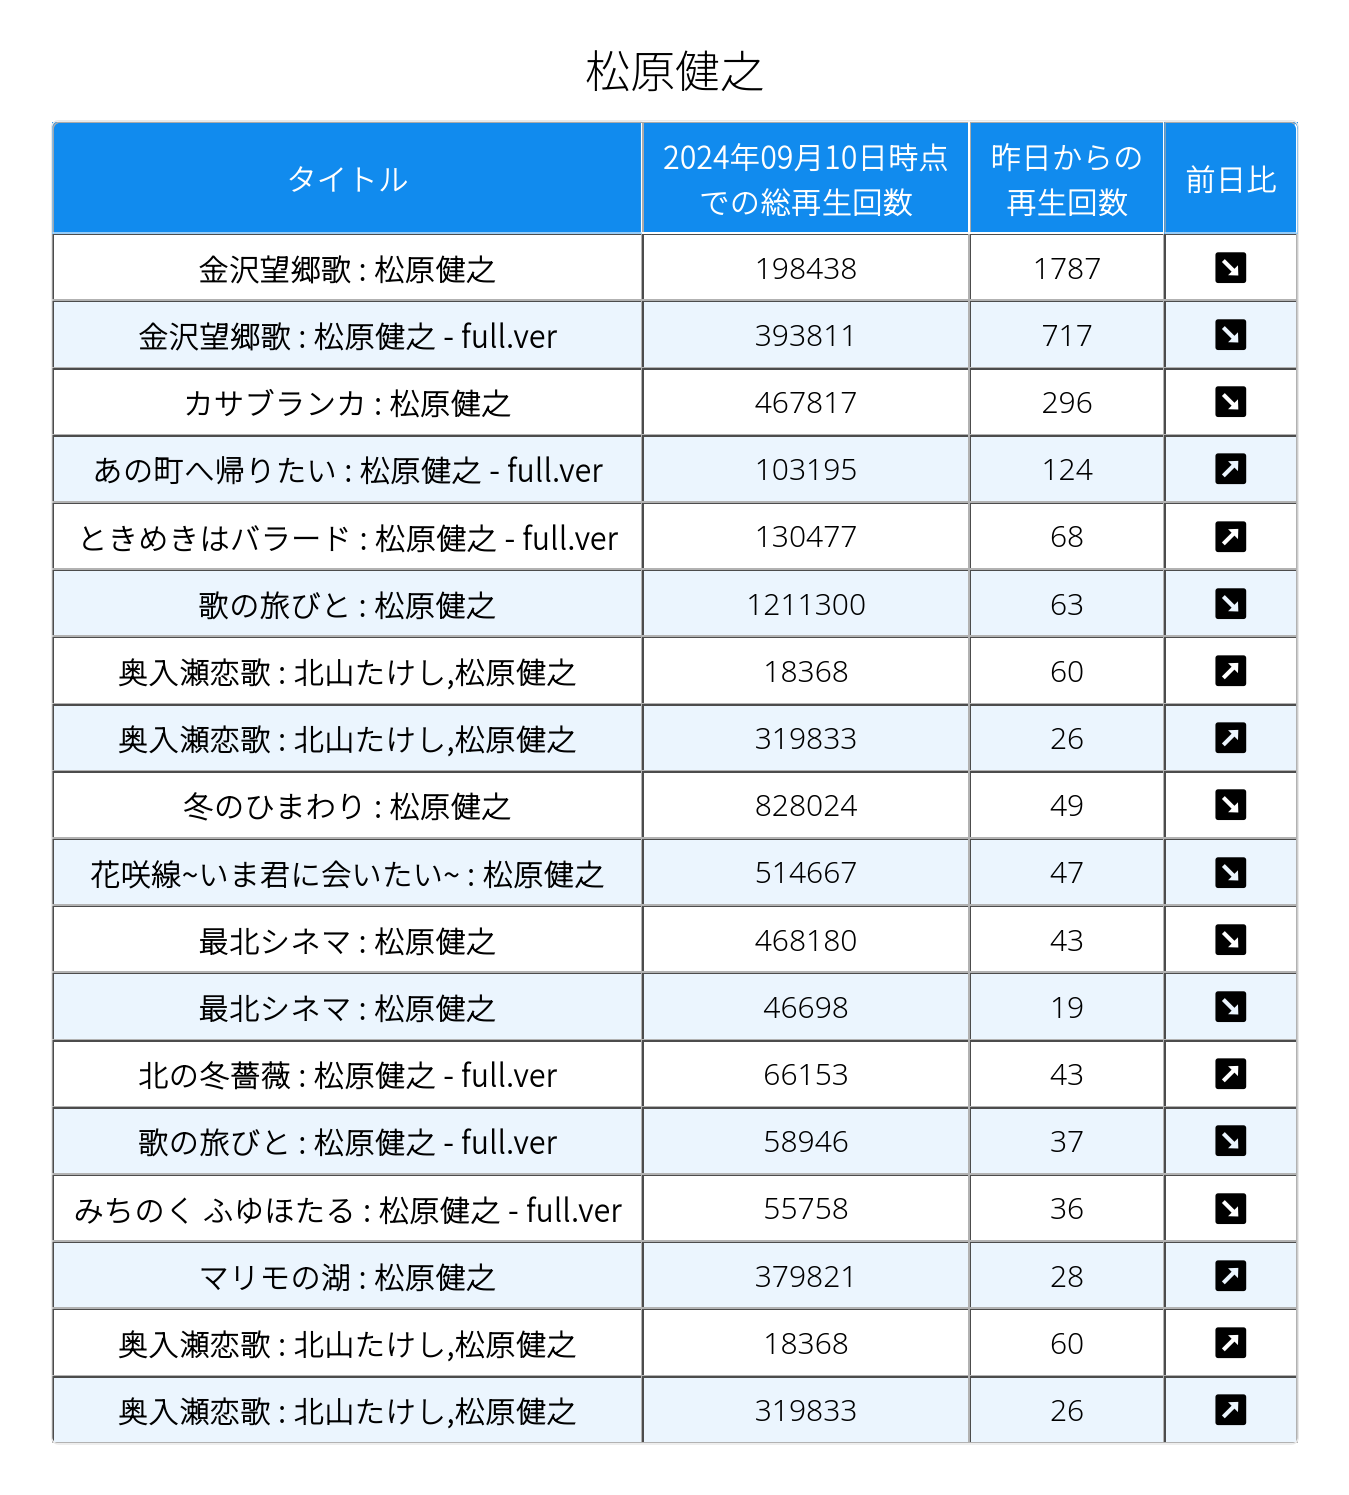 松原健之
タイトル 2024年09月10日時点での総再生回数 昨日からの再生回数 前日比
金沢望郷歌 : 松原健之 198438 1787 ↘
金沢望郷歌 : 松原健之 - full.ver 393811 717 ↘
カサブランカ : 松原健之 467817 296 ↘
あの町へ帰りたい : 松原健之 - full.ver 103195 124 ↗
ときめきはバラード : 松原健之 - full.ver 130477 68 ↗
歌の旅びと : 松原健之 1211300 63 ↘
奥入瀬恋歌 : 北山たけし,松原健之 18368 60 ↗
奥入瀬恋歌 : 北山たけし,松原健之 319833 26 ↗
冬のひまわり : 松原健之 828024 49 ↘
花咲線~いま君に会いたい~ : 松原健之 514667 47 ↘
最北シネマ : 松原健之 468180 43 ↘
最北シネマ : 松原健之 46698 19 ↘
北の冬薔薇 : 松原健之 - full.ver 66153 43 ↗
歌の旅びと : 松原健之 - full.ver 58946 37 ↘
みちのく ふゆほたる : 松原健之 - full.ver 55758 36 ↘
マリモの湖 : 松原健之 379821 28 ↗
奥入瀬恋歌 : 北山たけし,松原健之 18368 60 ↗
奥入瀬恋歌 : 北山たけし,松原健之 319833 26 ↗